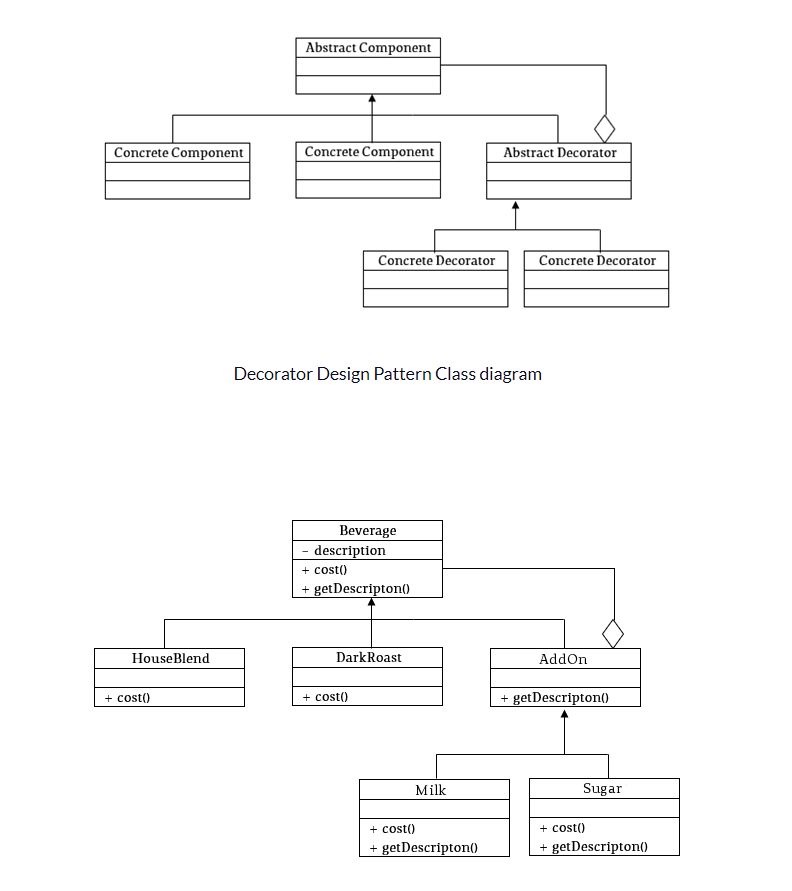 Abstract Component
Concrete Component
Concrete Component
Abstract Decorator
Concrete Decorator
Concrete Decorator
Decorator Design Pattern Class diagram
Beverage
- description
+ cost()
+ getDescripton()
HouseBlend
+ cost()
DarkRoast
+ cost()
AddOn
+ getDescripton()
Milk
+ cost()
+ getDescripton()
Sugar
+ cost()
+ getDescripton()